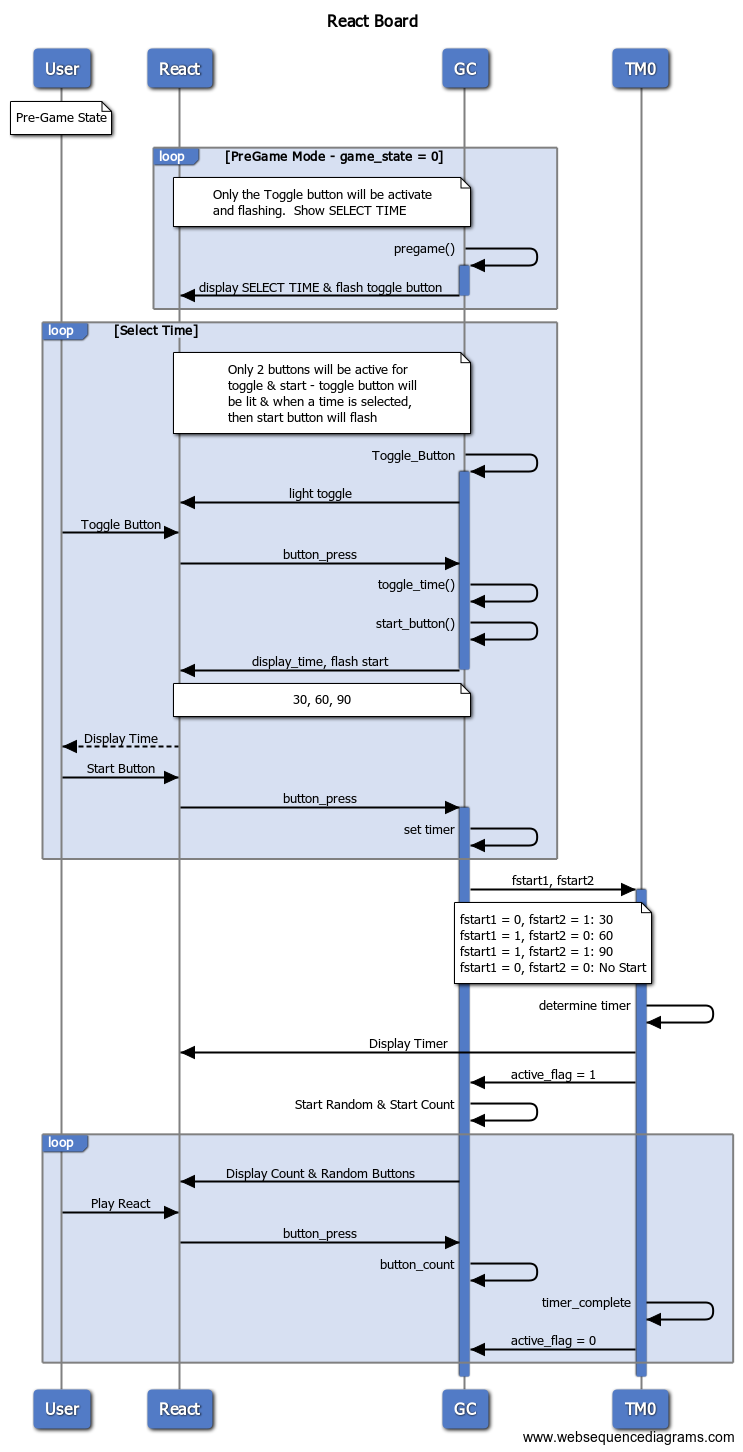 React Board
User
React
GC
TM0
Pre-Game State
loop
[PreGame Mode - game_state = 0]
Only the Toggle button will be activate
and flashing. Show SELECT TIME
pregame()
display SELECT TIME & flash toggle button
loop
[Select Time]
Only 2 buttons will be active for
toggle & start - toggle button will
be lit & when a time is selected,
then start button will flash
Toggle_Button
light toggle
Toggle Button
button_press
toggle_time()
start_button()
display_time, flash start
30, 60, 90
Display Time
Start Button
button_press
set timer
fstart1, fstart2
fstart1 = 0, fstart2 = 1: 30
fstart1 = 1, fstart2 = 0: 60
fstart1 = 1, fstart2 = 1: 90
fstart1 = 0, fstart2 = 0: No Start
determine timer
Display Timer
active_flag = 1
Start Random & Start Count
loop
Display Count & Random Buttons
Play React
button_press
button_count
timer_complete
active_flag = 0
User
React
GC
TM0
www.websequencediagrams.com